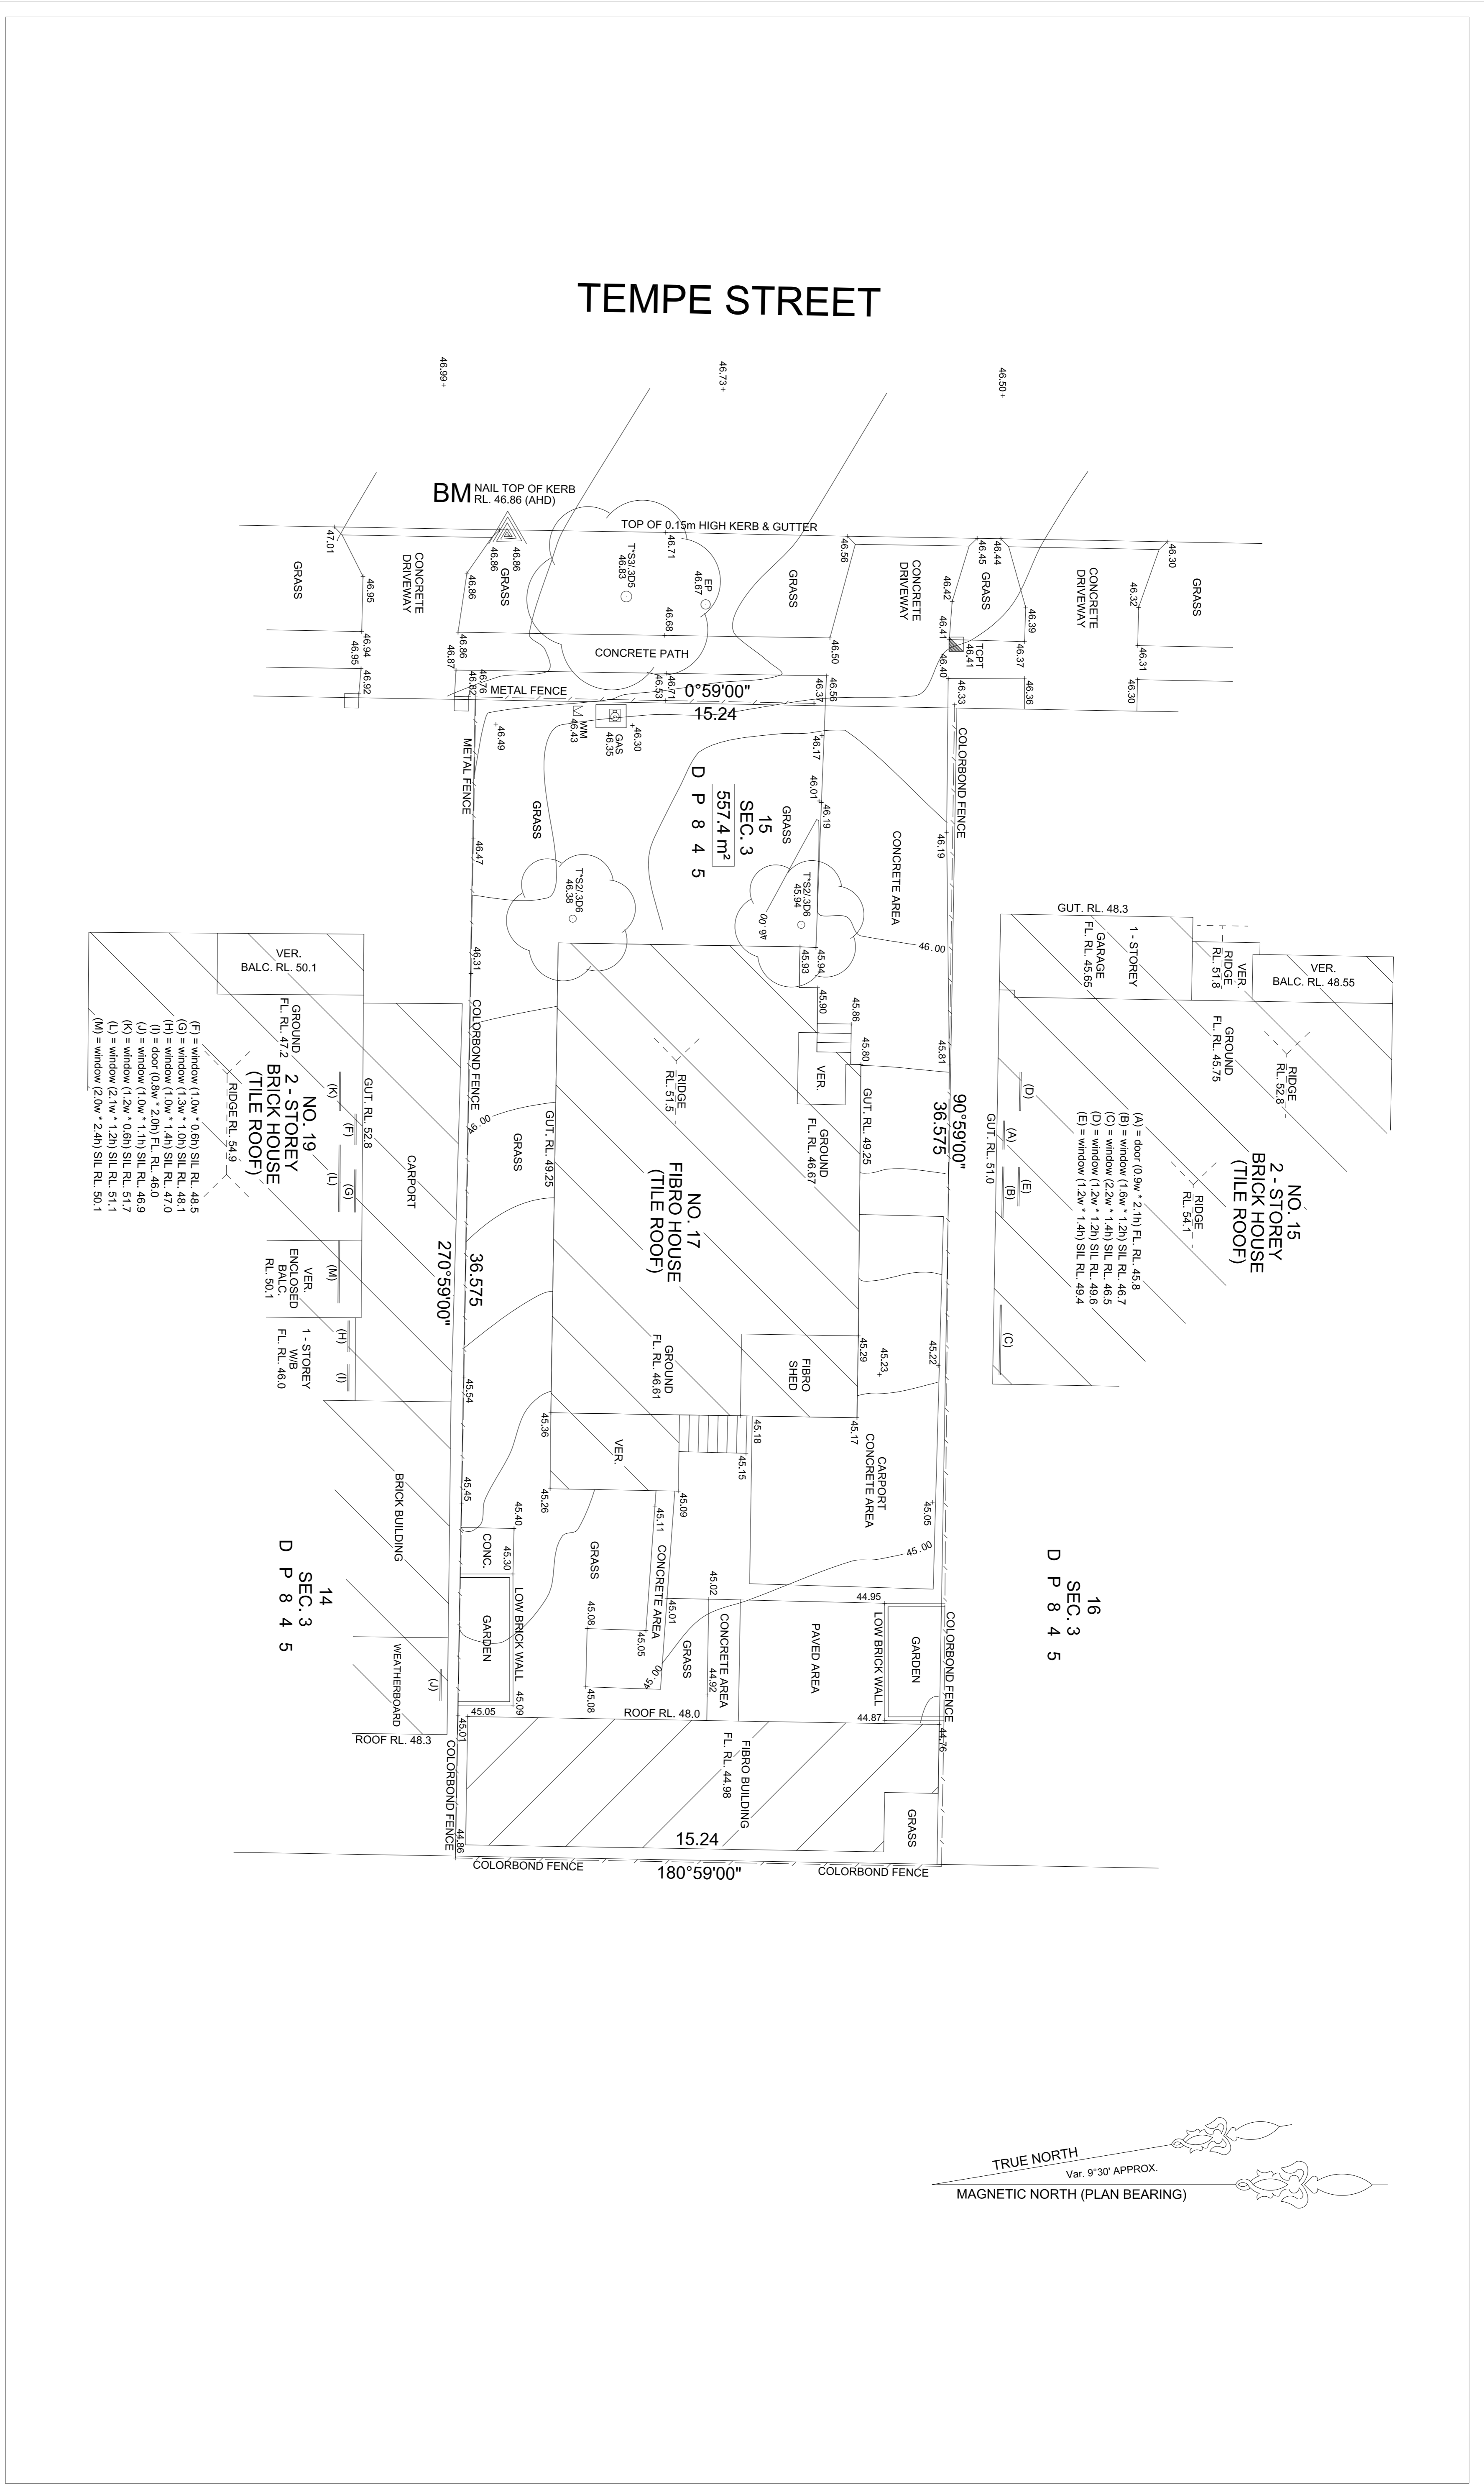 TEMPE STREET
46.99
46.73
46.50
BM
NAIL TOP OF KERB
RL. 46.86 (AHD)
TOP OF 0.15m HIGH KERB & GUTTER
47.01
46.86
46.86
46.71
46.56
46.45
46.44
46.30
GRASS
46.95
CONCRETE
DRIVEWAY
46.86
GRASS
T*S3/.3D5
46.83
EP
46.67
GRASS
CONCRETE
DRIVEWAY
46.42
GRASS
46.39
CONCRETE
DRIVEWAY
46.32
GRASS
46.94
46.95
46.86
46.87
46.68
CONCRETE PATH
46.50
46.41
46.40
TCPT
46.41
46.37
46.31
46.92
46.82
46.76
METAL FENCE
46.53
46.71
0°59'00"
15.24
46.37
46.56
46.33
46.36
46.30
46.49
WM
46.43
GAS
46.35
46.30
46.17
METAL FENCE
COLORBOND FENCE
GRASS
15
SEC. 3
D P 8 4 5
557.4 m²
GRASS
46.01
46.19
CONCRETE AREA
46.19
46.47
T*S2/.3D6
46.38
T*S2/.3D6
45.94
46.00
46.00
46.31
45.93
45.94
45.90
45.86
45.80
45.81
COLORBOND FENCE
46.00
GRASS
GUT. RL. 49.25
RIDGE
RL. 51.5
VER.
GROUND
FL. RL. 46.67
GUT. RL. 49.25
90°59'00"
36.575
NO. 17
FIBRO HOUSE
(TILE ROOF)
36.575
270°59'00"
GROUND
FL. RL. 46.61
FIBRO
SHED
45.29
45.23
45.22
45.54
45.36
VER.
45.18
45.15
45.17
CARPORT
CONCRETE AREA
45.45
45.26
45.09
45.05
45.40
45.11
CONC.
45.30
GRASS
CONCRETE AREA
45.00
45.02
44.95
45.08
45.01
GARDEN
LOW BRICK WALL
45.05
GRASS
CONCRETE AREA
44.92
PAVED AREA
LOW BRICK WALL
GARDEN
COLORBOND FENCE
45.00
45.08
45.09
45.05
ROOF RL. 48.0
44.87
44.76
45.01
COLORBOND FENCE
FIBRO BUILDING
FL. RL. 44.98
GRASS
15.24
44.86
COLORBOND FENCE
180°59'00"
COLORBOND FENCE
VER.
BALC. RL. 50.1
GROUND
FL. RL. 47.2
NO. 19
2 - STOREY
BRICK HOUSE
(TILE ROOF)
RIDGE RL. 54.9
(F) = window (1.0w * 0.6h) SIL RL. 48.5
(G) = window (1.3w * 1.0h) SIL RL. 48.1
(H) = window (1.0w * 1.4h) SIL RL. 47.0
(I) = door (0.8w * 2.0h) FL. RL. 46.0
(J) = window (1.0w * 1.1h) SIL RL. 46.9
(K) = window (1.2w * 0.6h) SIL RL. 51.7
(L) = window (2.1w * 1.2h) SIL RL. 51.1
(M) = window (2.0w * 2.4h) SIL RL. 50.1
GUT. RL. 52.8
(K)
(F)
(L)
(G)
CARPORT
(M)
VER.
ENCLOSED
BALC.
RL. 50.1
(H)
(I)
1 - STOREY
W/B
FL. RL. 46.0
BRICK BUILDING
14
SEC. 3
D P 8 4 5
WEATHERBOARD
(J)
ROOF RL. 48.3
GUT. RL. 48.3
1 - STOREY
GARAGE
FL. RL. 45.65
VER.
RIDGE
RL. 51.8
VER.
BALC. RL. 48.55
GROUND
FL. RL. 45.75
RIDGE
RL. 52.8
(D)
(A)
(E)
(B)
GUT. RL. 51.0
(A) = door (0.9w * 2.1h) FL. RL. 45.8
(B) = window (1.6w * 1.2h) SIL RL. 46.7
(C) = window (2.2w * 1.4h) SIL RL. 46.5
(D) = window (1.2w * 1.2h) SIL RL. 49.6
(E) = window (1.2w * 1.4h) SIL RL. 49.4
NO. 15
2 - STOREY
BRICK HOUSE
(TILE ROOF)
RIDGE
RL. 54.1
(C)
16
SEC. 3
D P 8 4 5
TRUE NORTH
Var. 9°30' APPROX.
MAGNETIC NORTH (PLAN BEARING)